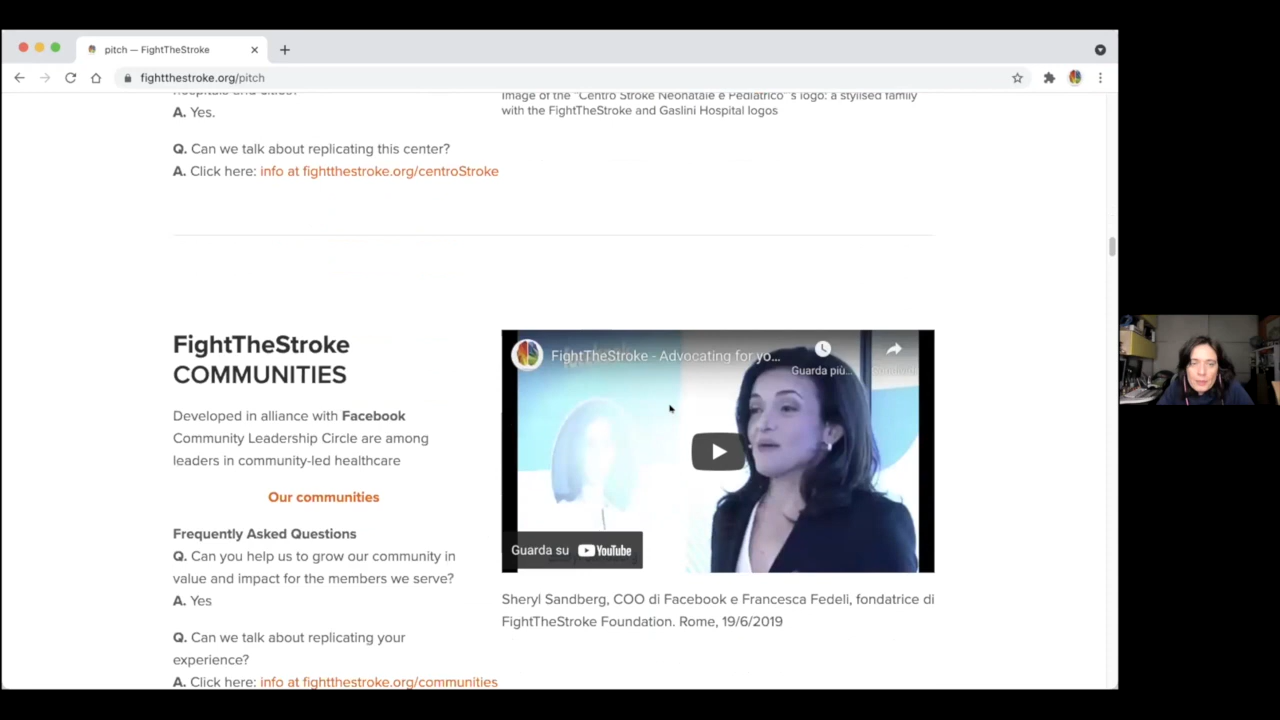 pitch — FightTheStroke
fightthestroke.org/pitch
hospitals and cities?
A. Yes.
Q. Can we talk about replicating this center?
A. Click here: info at fightthestroke.org/centroStroke
Image of the "Centro Stroke Neonatale e Pediatrico"'s logo: a stylised family
with the FightTheStroke and Gaslini Hospital logos
FightTheStroke
COMMUNITIES
Developed in alliance with Facebook
Community Leadership Circle are among
leaders in community-led healthcare
Our communities
Frequently Asked Questions
Q. Can you help us to grow our community in
value and impact for the members we serve?
A. Yes
Q. Can we talk about replicating your
experience?
A. Click here: info at fightthestroke.org/communities
FightTheStroke - Advocating for yo...
Guarda più...
Guarda su YouTube
Sheryl Sandberg, COO di Facebook e Francesca Fedeli, fondatrice di
FightTheStroke Foundation. Rome, 19/6/2019